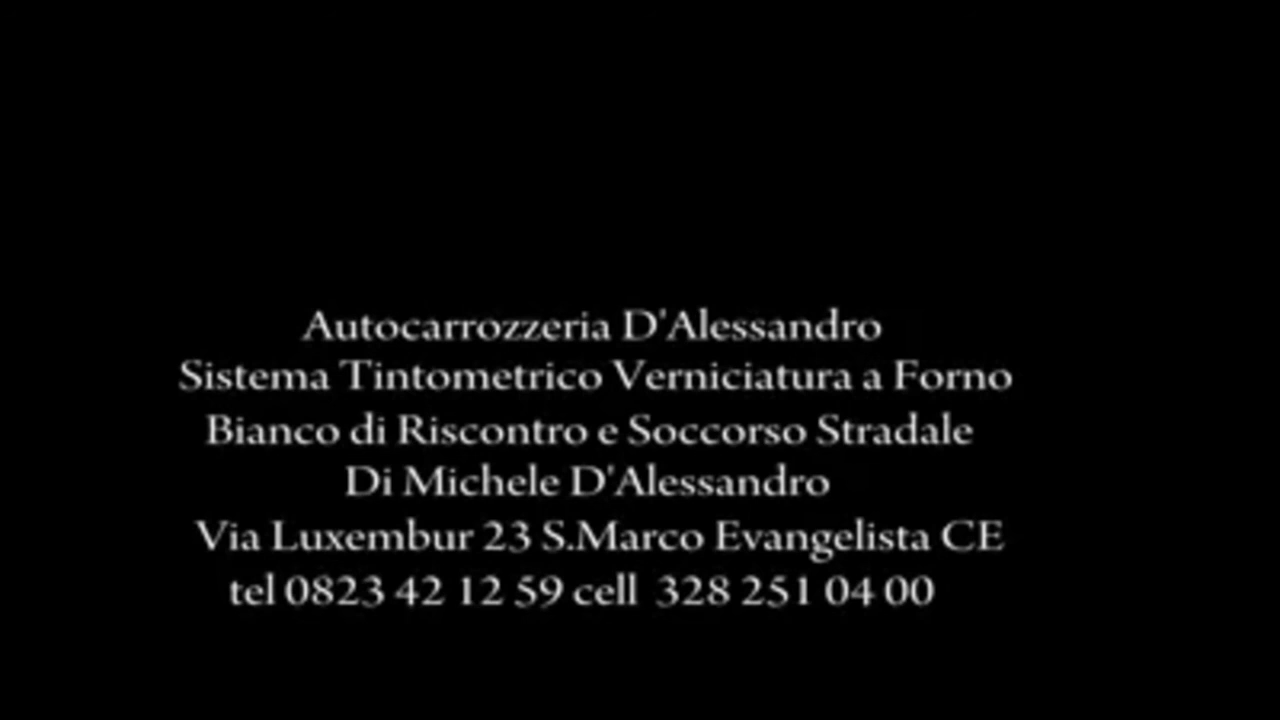 Autocarrozzeria D'Alessandro
Sistema Tintometrico Verniciatura a Forno
Bianco di Riscontro e Soccorso Stradale
Di Michele D'Alessandro
Via Luxembur 23 S.Marco Evangelista CE
tel 0823 42 12 59 cell 328 251 04 00